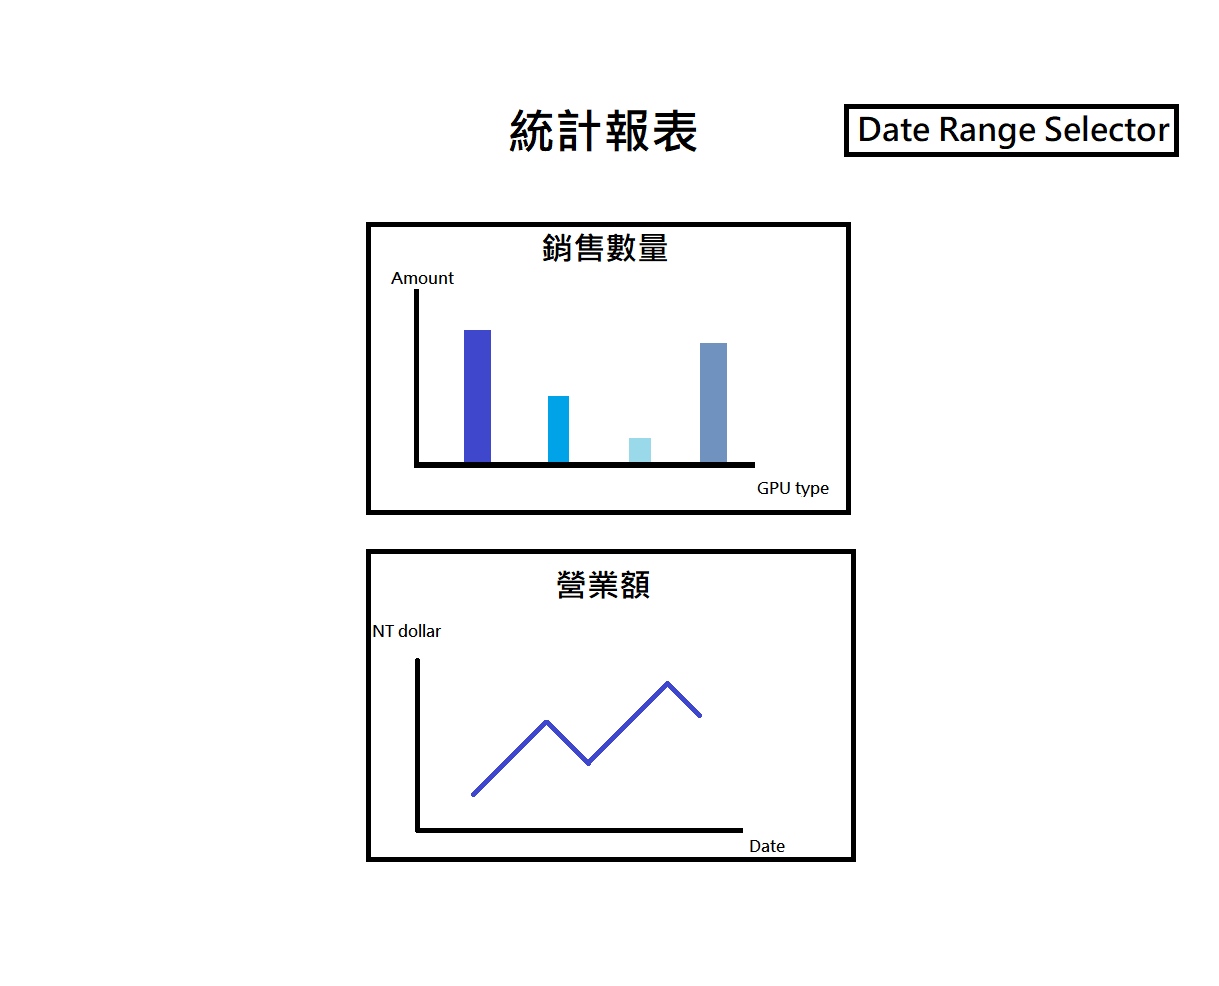 統計報表
Date Range Selector
銷售數量
Amount
GPU type
營業額
NT dollar
Date